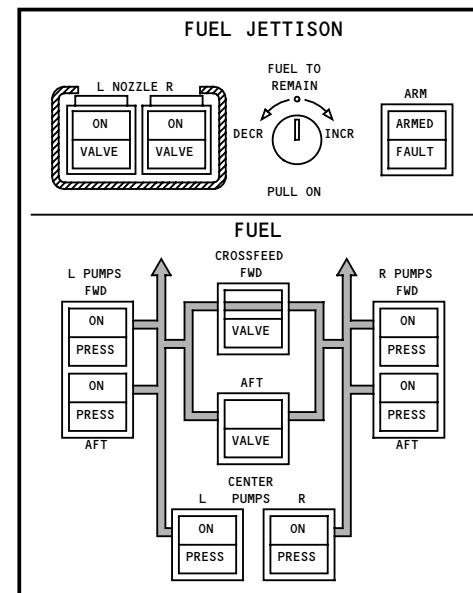 FUEL JETTISON
L NOZZLE R
ON
VALVE
ON
VALVE
FUEL TO
REMAIN
DECR
INCR
PULL ON
ARM
ARMED
FAULT
FUEL
L PUMPS
FWD
ON
PRESS
ON
PRESS
AFT
CROSSFEED
FWD
VALVE
AFT
VALVE
R PUMPS
FWD
ON
PRESS
ON
PRESS
AFT
CENTER
L PUMPS R
ON
PRESS
ON
PRESS